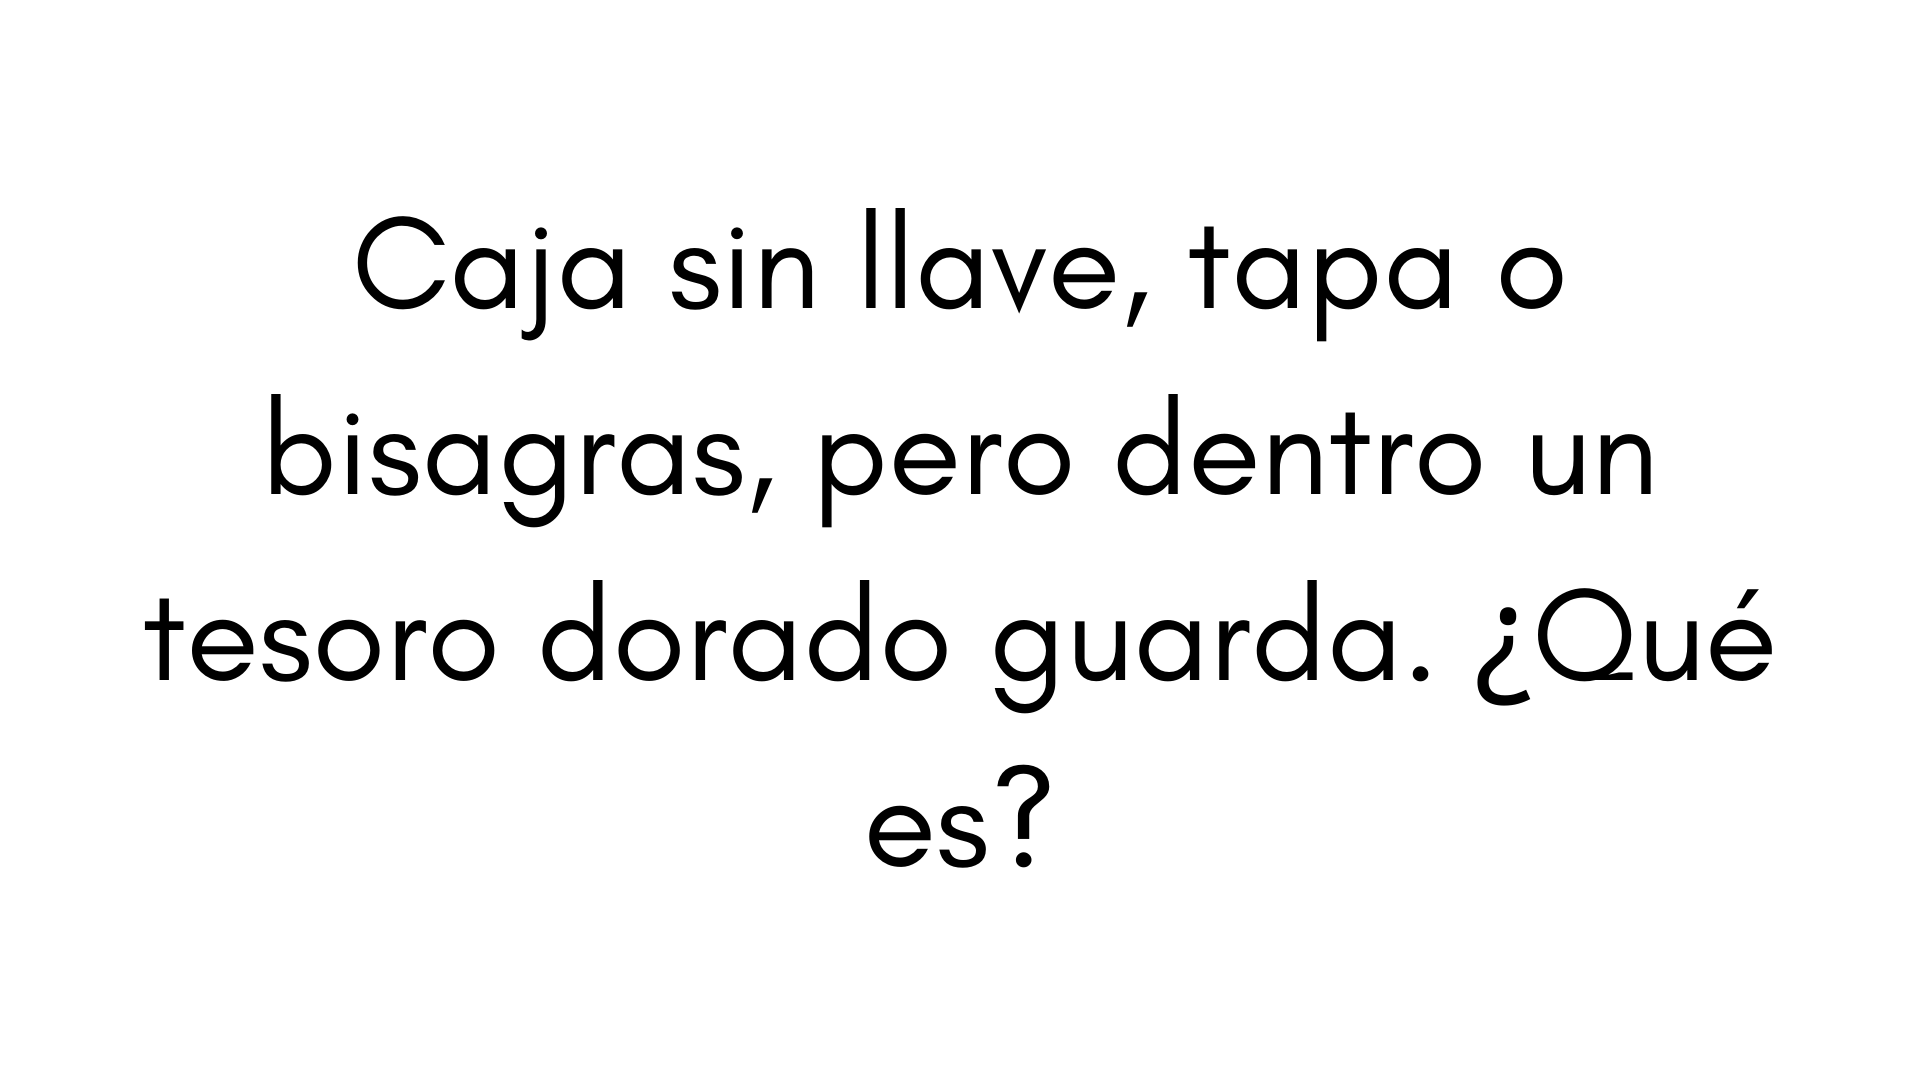 Caja sin llave, tapa o
bisagras, pero dentro un
tesoro dorado guarda. ¿Qué
es?